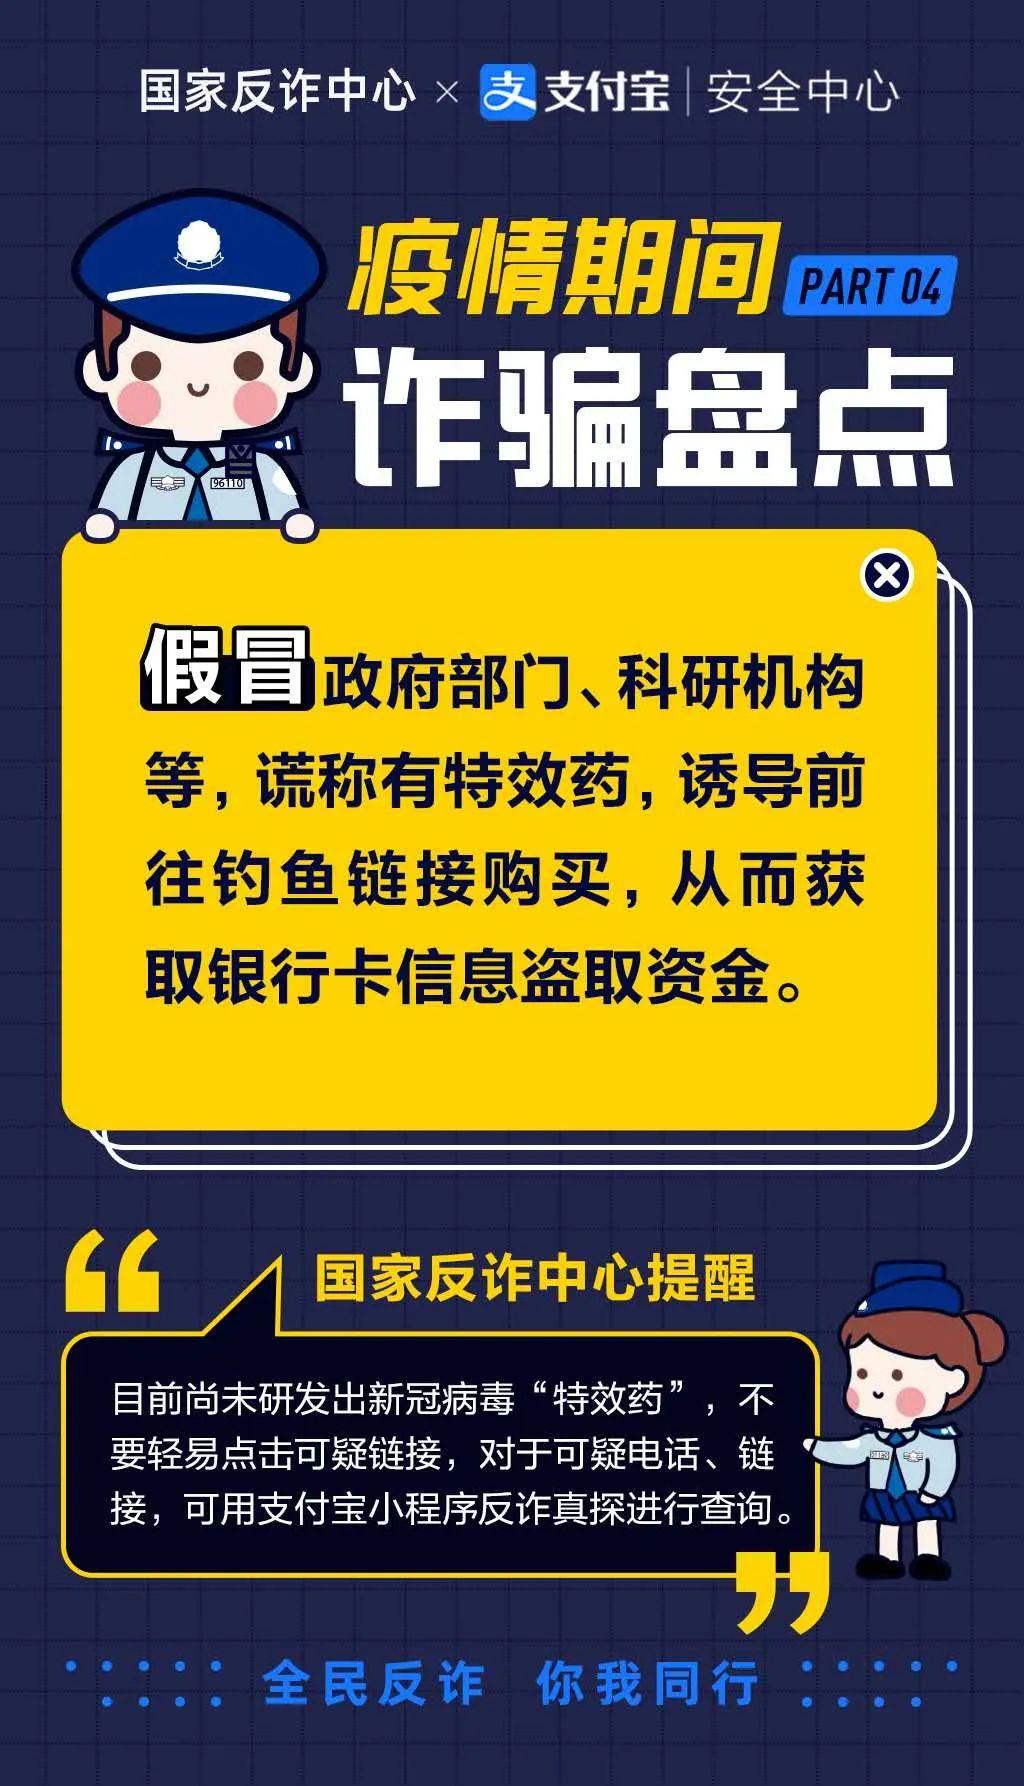 国家反诈中心 × 支 支付宝 | 安全中心
疫情期间 PART 04
诈骗盘点
96110
假冒政府部门、科研机构
等，谎称有特效药，诱导前
往钓鱼链接购买，从而获
取银行卡信息盗取资金。
国家反诈中心提醒
目前尚未研发出新冠病毒“特效药”，不
要轻易点击可疑链接，对于可疑电话、链
接，可用支付宝小程序反诈真探进行查询。
全民反诈 你我同行